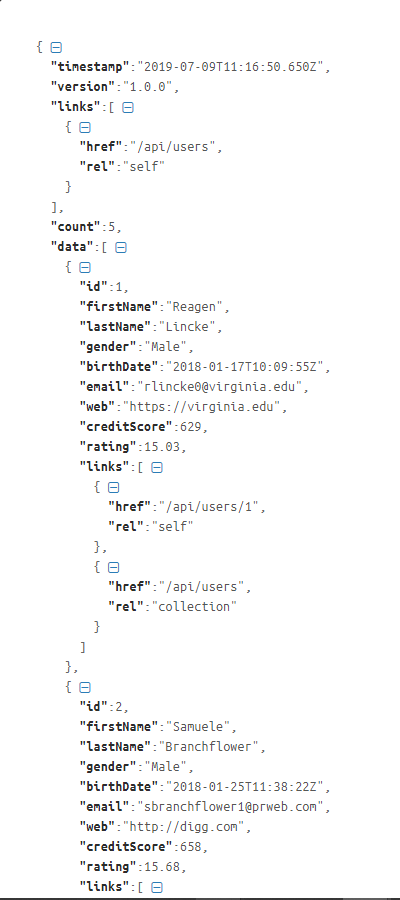 {
"timestamp":"2019-07-09T11:16:50.650Z",
"version":"1.0.0",
"links":[
{
"href":"/api/users",
"rel":"self"
}
],
"count":5,
"data":[
{
"id":1,
"firstName":"Reagen",
"lastName":"Lincke",
"gender":"Male",
"birthDate":"2018-01-17T10:09:55Z",
"email":"rlincke0@virginia.edu",
"web":"https://virginia.edu",
"creditScore":629,
"rating":15.03,
"links":[
{
"href":"/api/users/1",
"rel":"self"
},
{
"href":"/api/users",
"rel":"collection"
}
]
},
{
"id":2,
"firstName":"Samuele",
"lastName":"Branchflower",
"gender":"Male",
"birthDate":"2018-01-25T11:38:22Z",
"email":"sbranchflower1@prweb.com",
"web":"http://digg.com",
"creditScore":658,
"rating":15.68,
"links":[